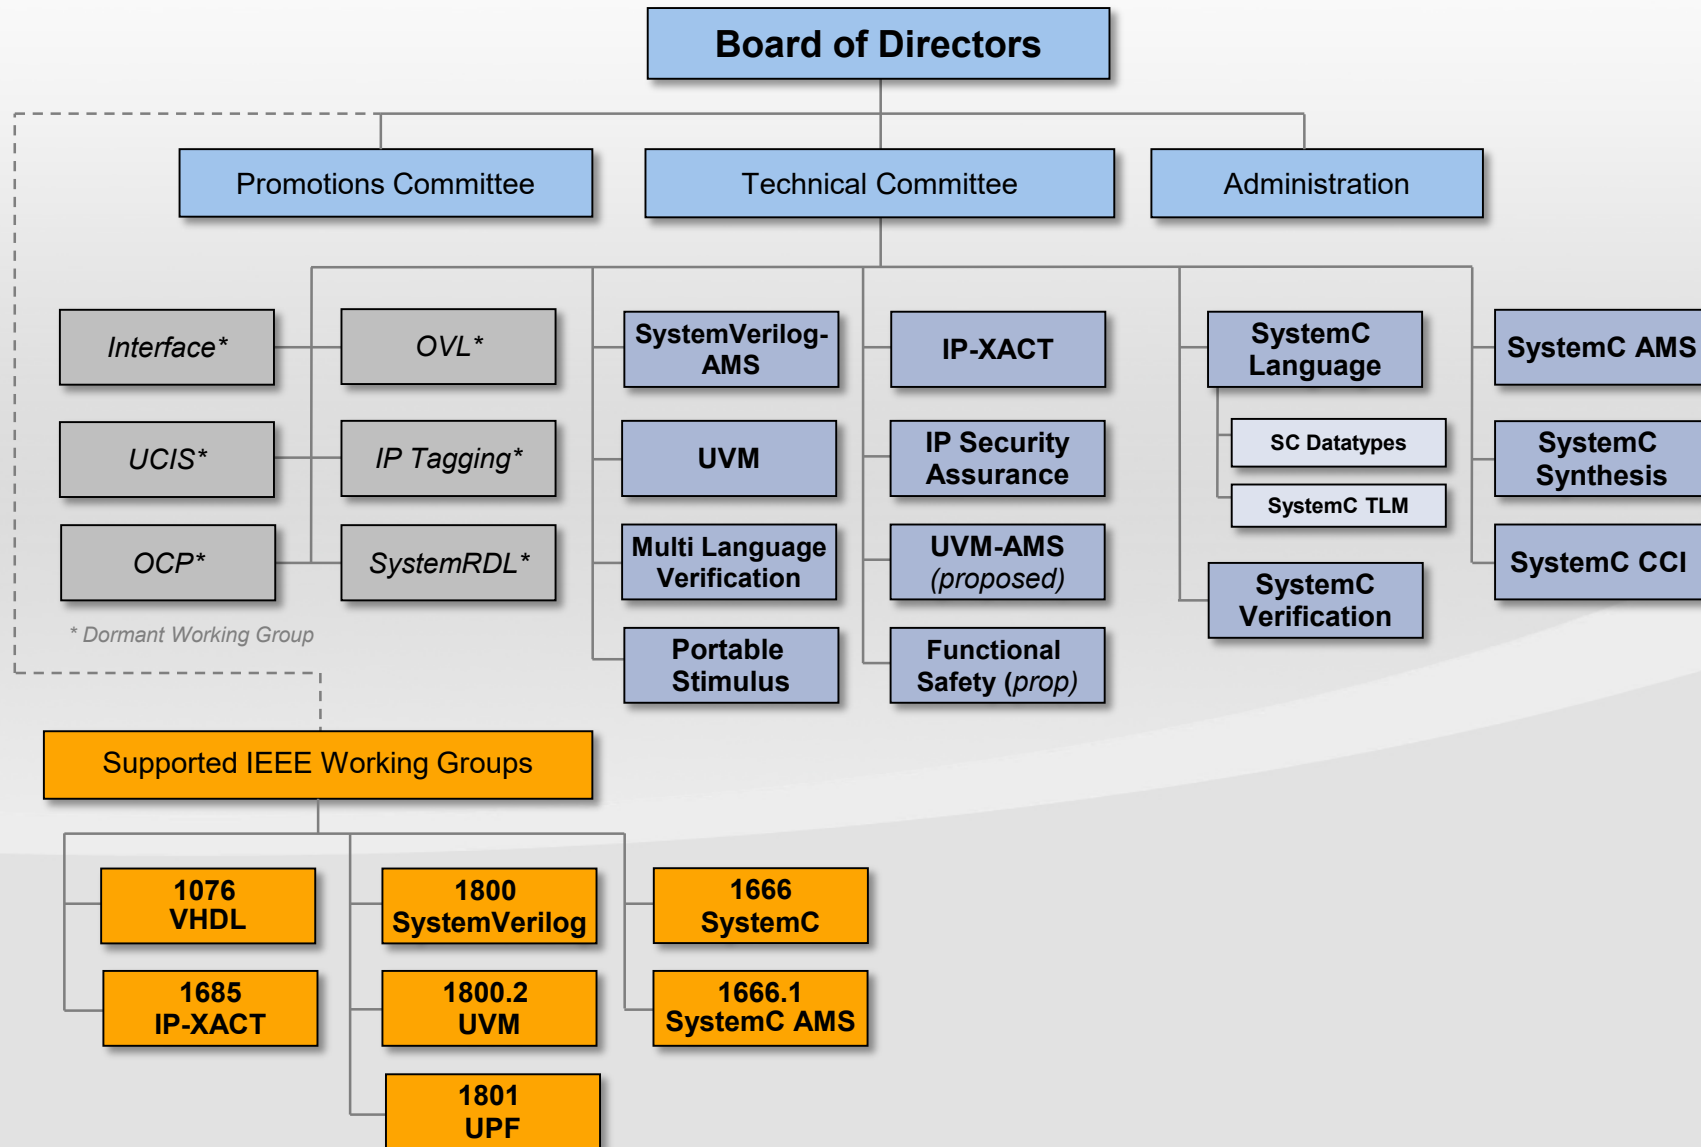 Board of Directors
Promotions Committee
Technical Committee
Administration
Interface*
OVL*
SystemVerilog-
AMS
IP-XACT
SystemC
Language
SystemC AMS
UCIS*
IP Tagging*
UVM
IP Security
Assurance
SC Datatypes
SystemC TLM
SystemC
Synthesis
OCP*
SystemRDL*
Multi Language
Verification
UVM-AMS
(proposed)
SystemC
Verification
SystemC CCI
* Dormant Working Group
Portable
Stimulus
Functional
Safety (prop)
Supported IEEE Working Groups
1076
VHDL
1800
SystemVerilog
1666
SystemC
1685
IP-XACT
1800.2
UVM
1666.1
SystemC AMS
1801
UPF